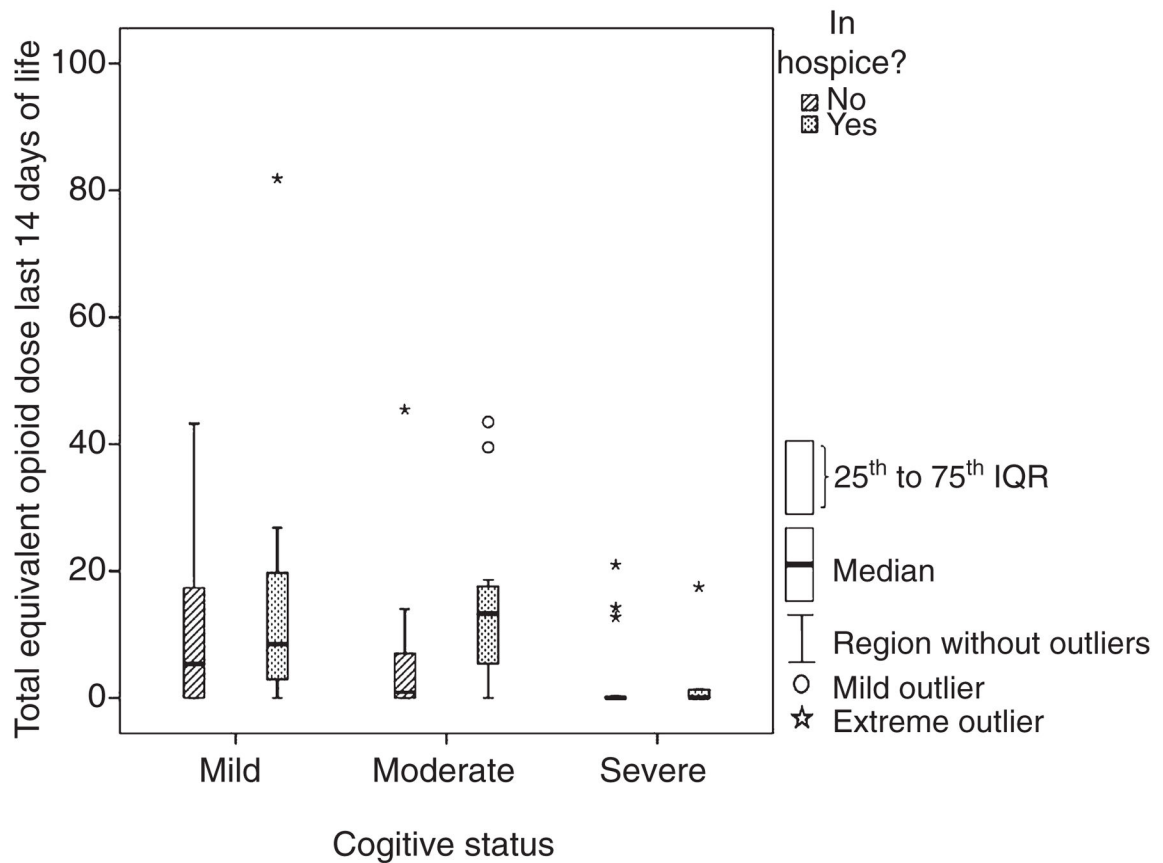 Total equivalent opioid dose last 14 days of life
100
80
60
40
20
0
Mild Moderate Severe
Cogitive status
In
hospice?
No
Yes
25th to 75th IQR
Median
Region without outliers
Mild outlier
Extreme outlier